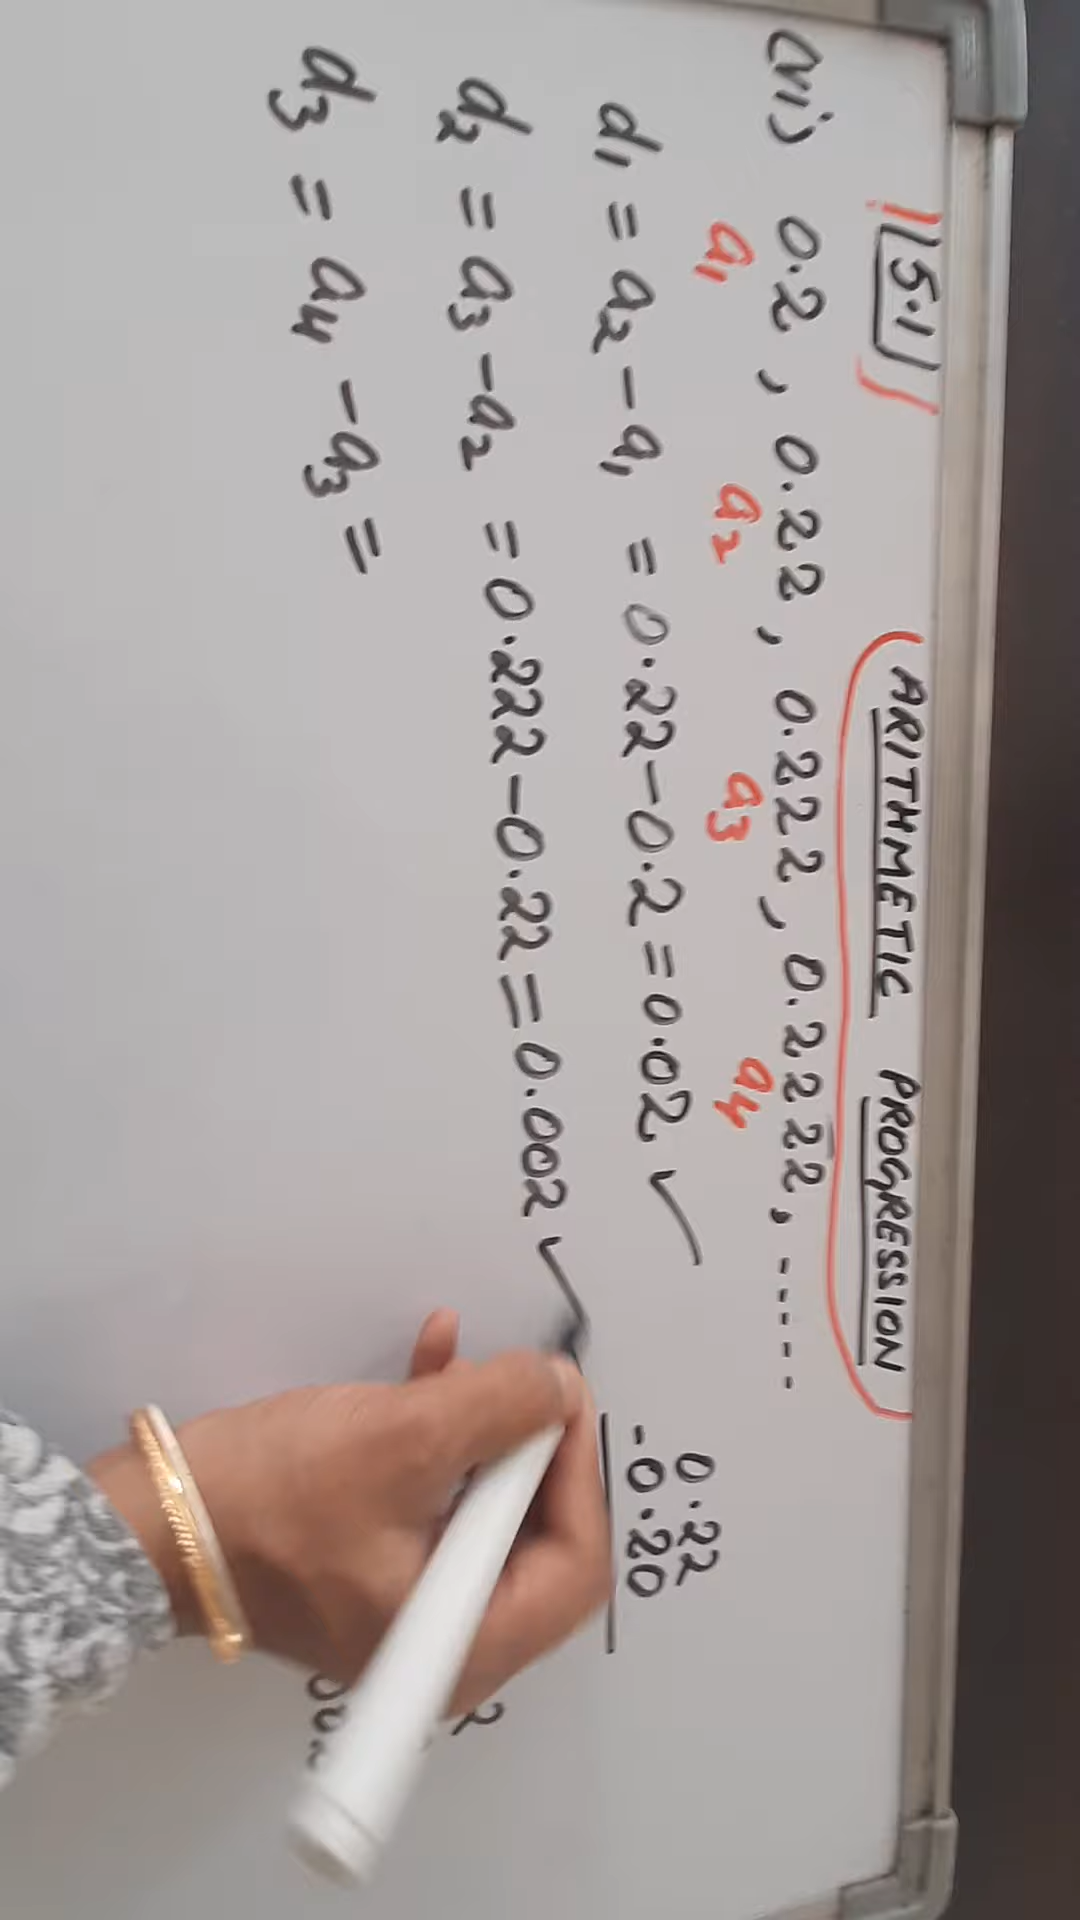 5.1 ARITHMETIC PROGRESSION
(vi) 0.2, 0.22, 0.222, 0.2222, -----
a1 a2 a3 a4
d1 = a2 - a1 = 0.22 - 0.2 = 0.02 ✓
0.22
- 0.20
d2 = a3 - a2 = 0.222 - 0.22 = 0.002 ✓
d3 = a4 - a3 =